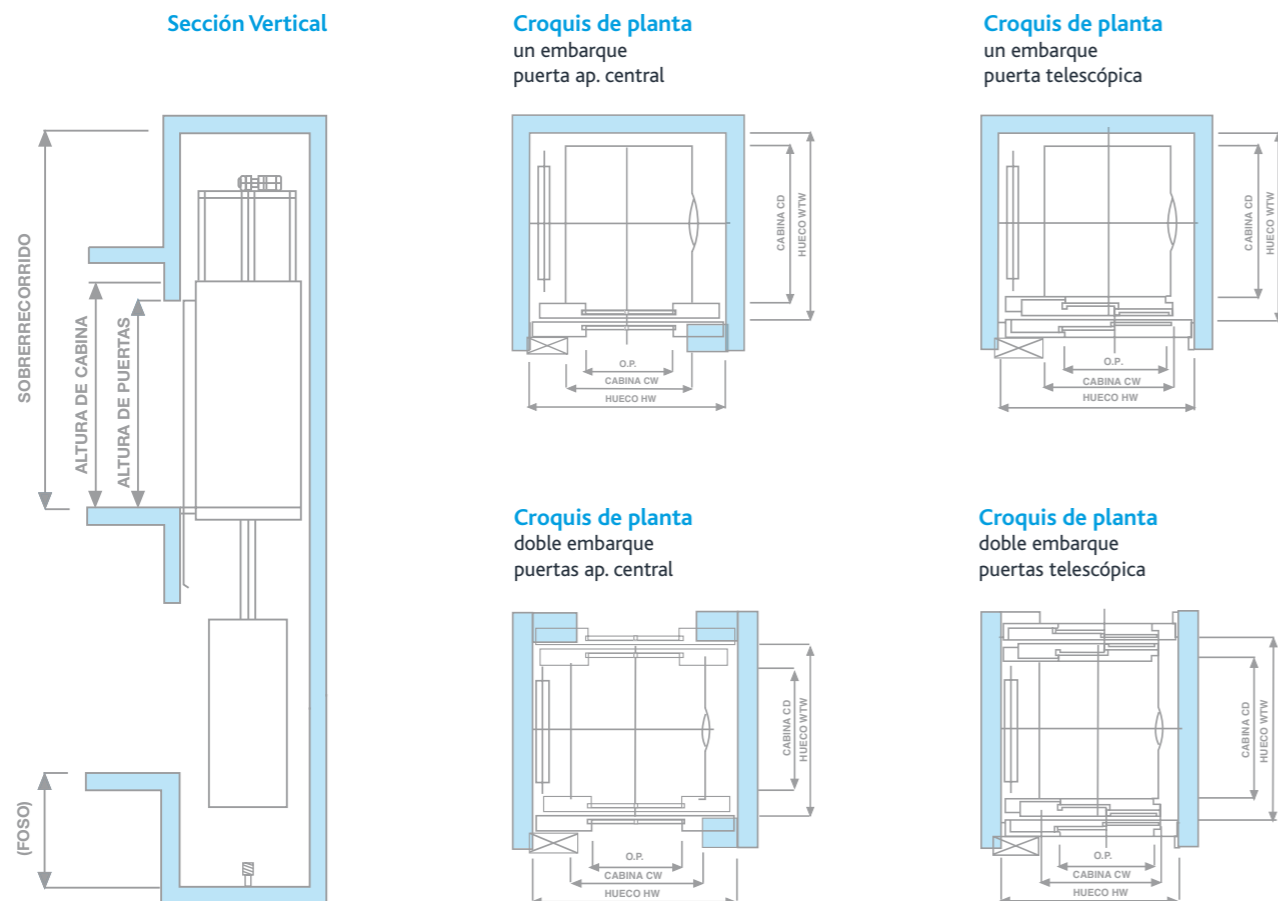 Sección Vertical
SOBRERRECORRIDO
ALTURA DE CABINA
ALTURA DE PUERTAS
(FOSO)
Croquis de planta
un embarque
puerta ap. central
CABINA CD
HUECO WTW
O.P.
CABINA CW
HUECO HW
Croquis de planta
un embarque
puerta telescópica
CABINA CD
HUECO WTW
O.P.
CABINA CW
HUECO HW
Croquis de planta
doble embarque
puertas ap. central
CABINA CD
HUECO WTW
O.P.
CABINA CW
HUECO HW
Croquis de planta
doble embarque
puertas telescópica
CABINA CD
HUECO WTW
O.P.
CABINA CW
HUECO HW